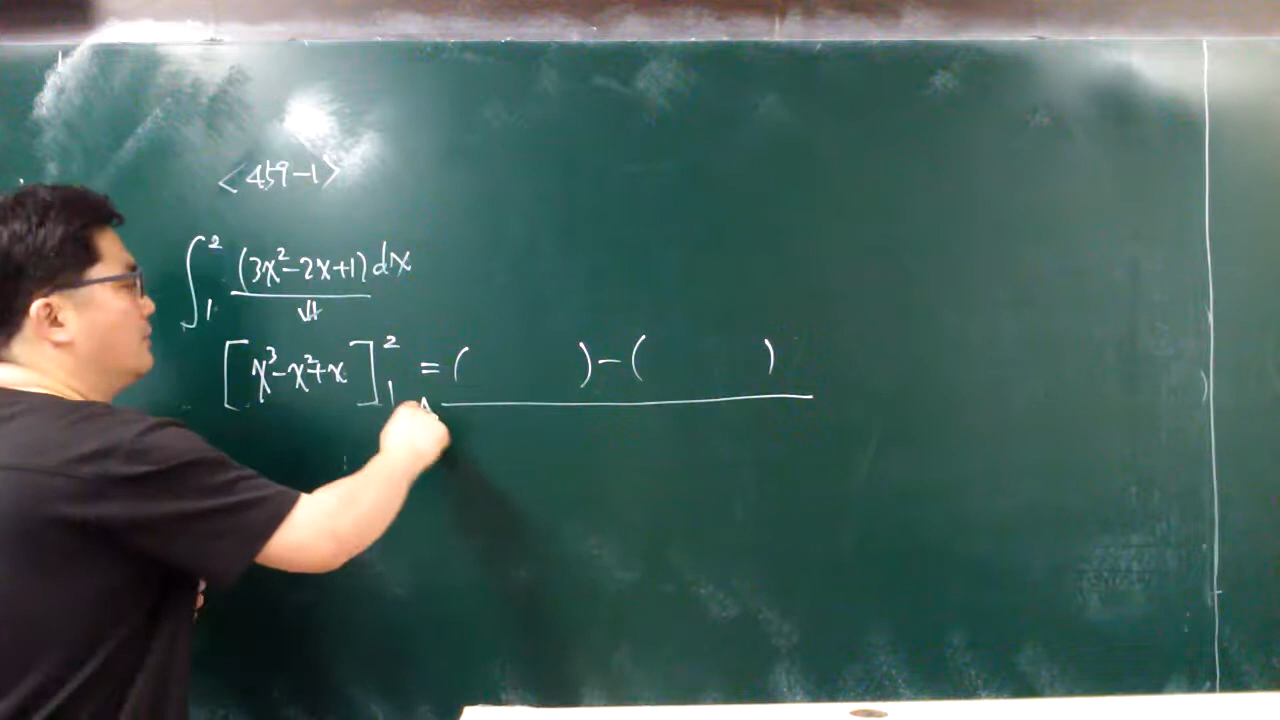 <459-1>
∫₁² (3x²-2x+1)dx
[x³-x²+x]₁² = ( ) - ( )